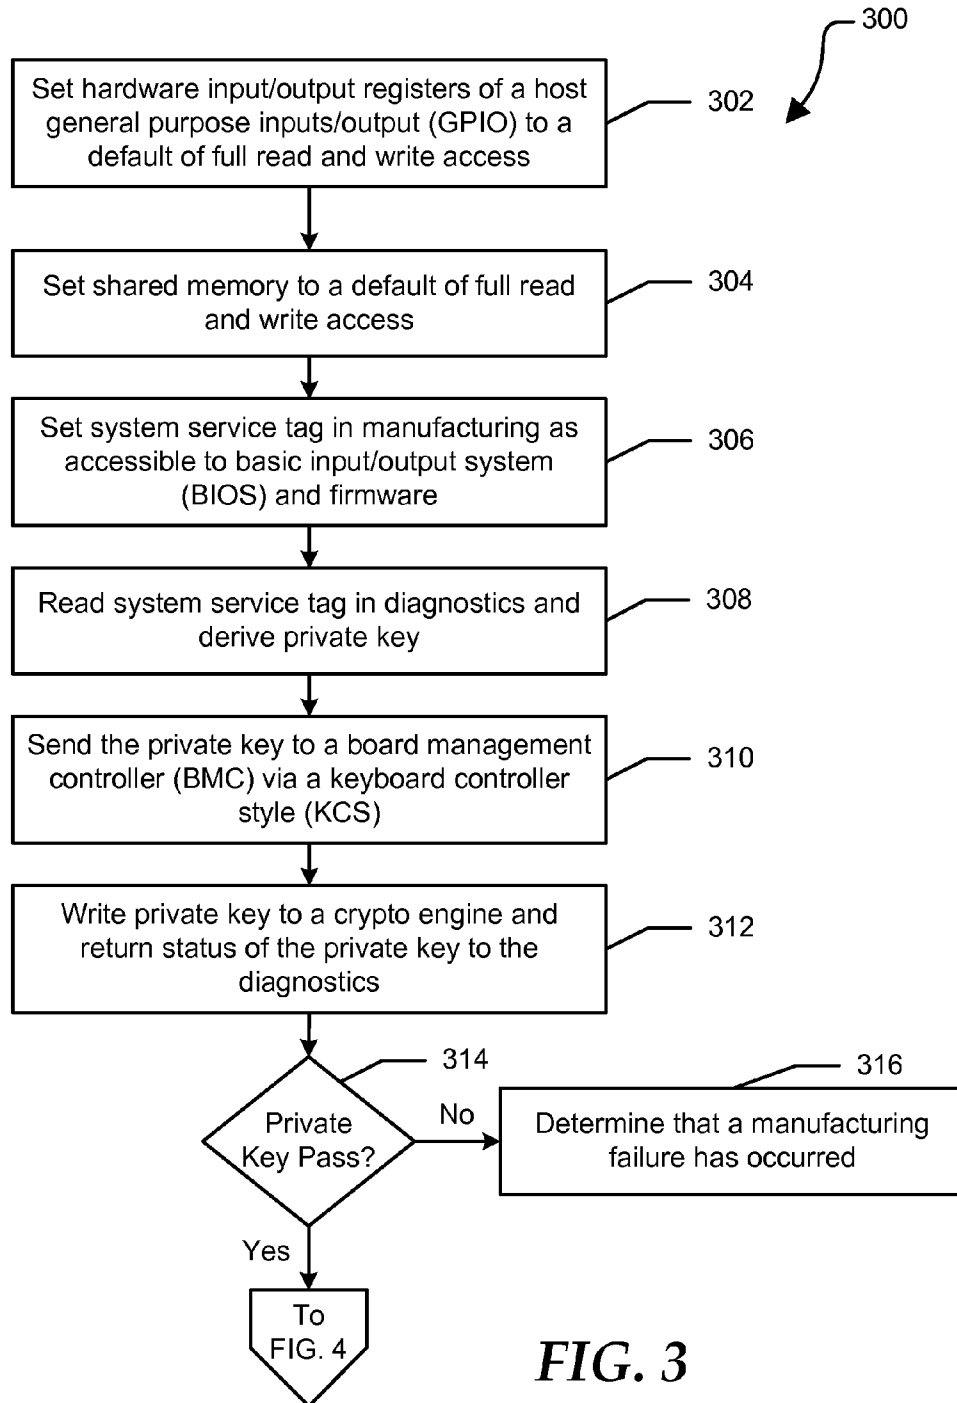 300
Set hardware input/output registers of a host
general purpose inputs/output (GPIO) to a
default of full read and write access
302
Set shared memory to a default of full read
and write access
304
Set system service tag in manufacturing as
accessible to basic input/output system
(BIOS) and firmware
306
Read system service tag in diagnostics and
derive private key
308
Send the private key to a board management
controller (BMC) via a keyboard controller
style (KCS)
310
Write private key to a crypto engine and
return status of the private key to the
diagnostics
312
314
Private
Key Pass?
No
316
Determine that a manufacturing
failure has occurred
Yes
To
FIG. 4
FIG. 3